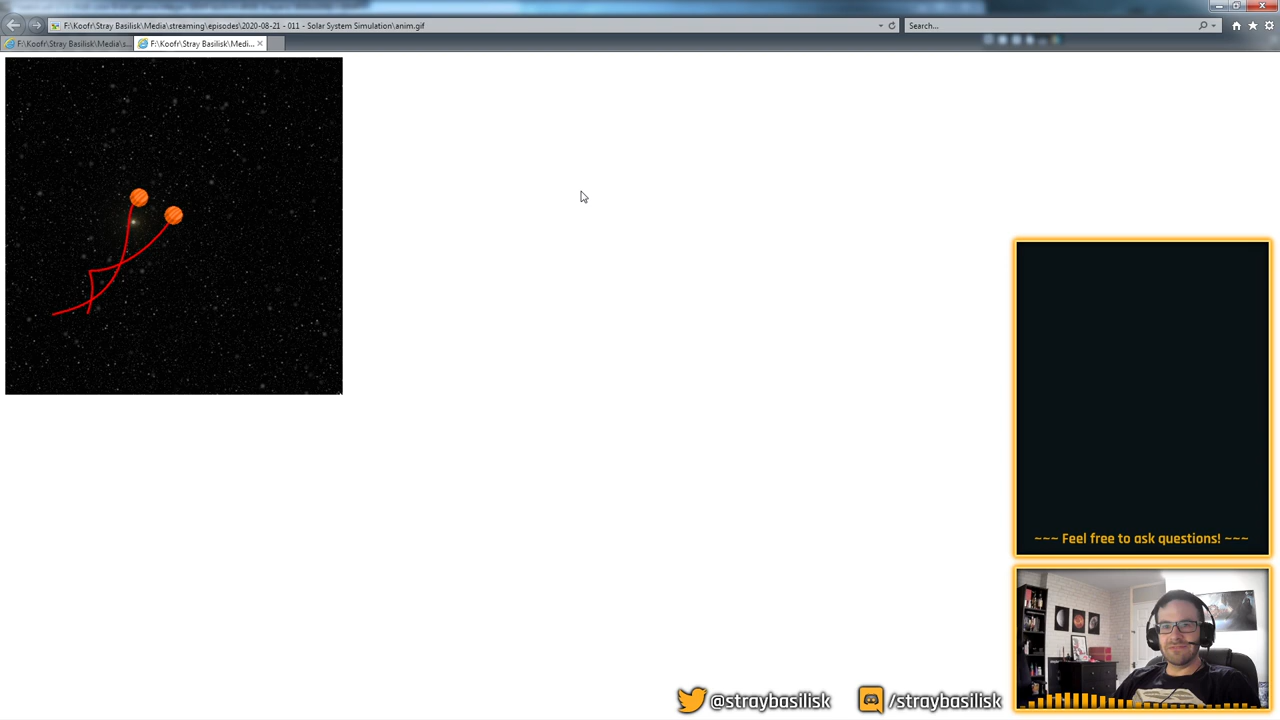 F:\Koofr\Stray Basilisk\Media\streaming\episodes\2020-08-21 - 011 - Solar System Simulation\anim.gif
Search...
F:\Koofr\Stray Basilisk\Media\s...
F:\Koofr\Stray Basilisk\Medi...
~~~ Feel free to ask questions! ~~~
@straybasilisk
/straybasilisk